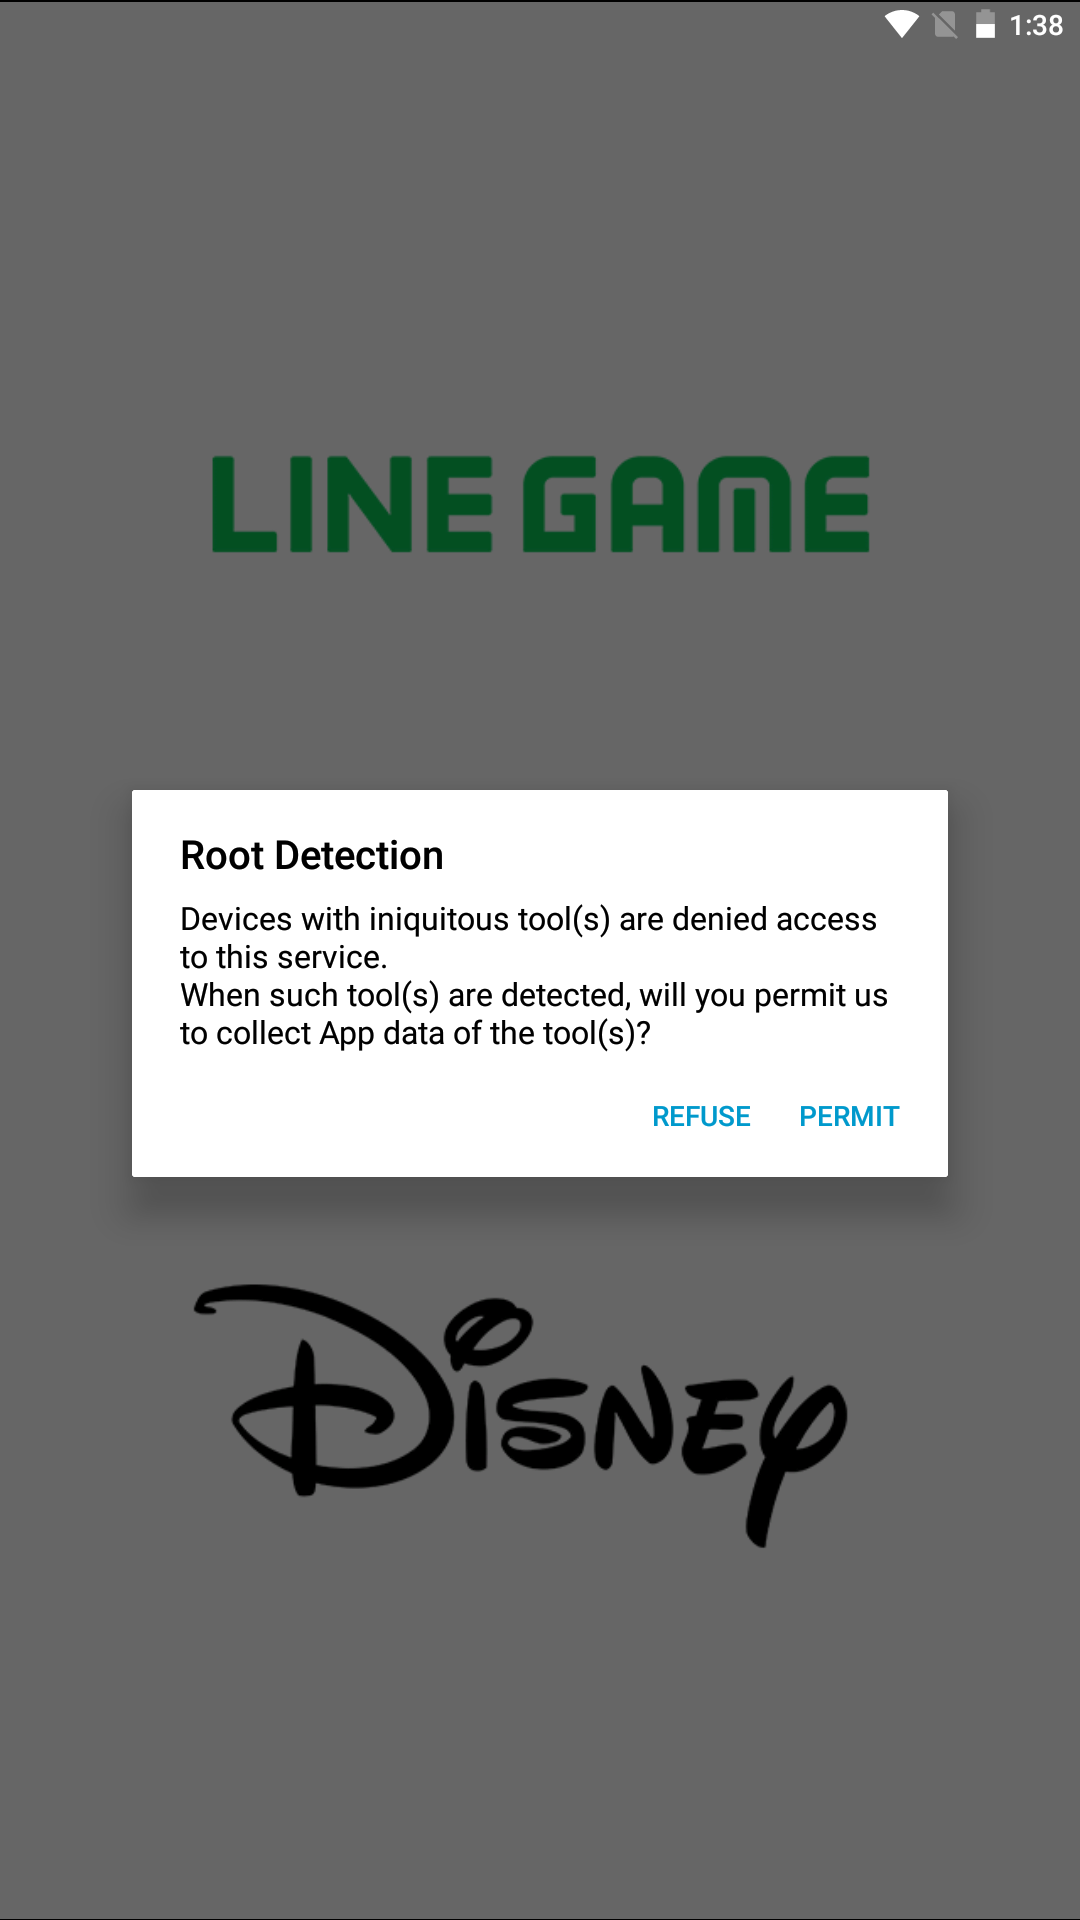 1:38
LINE GAME
Root Detection
Devices with iniquitous tool(s) are denied access
to this service.
When such tool(s) are detected, will you permit us
to collect App data of the tool(s)?
REFUSE PERMIT
Disney